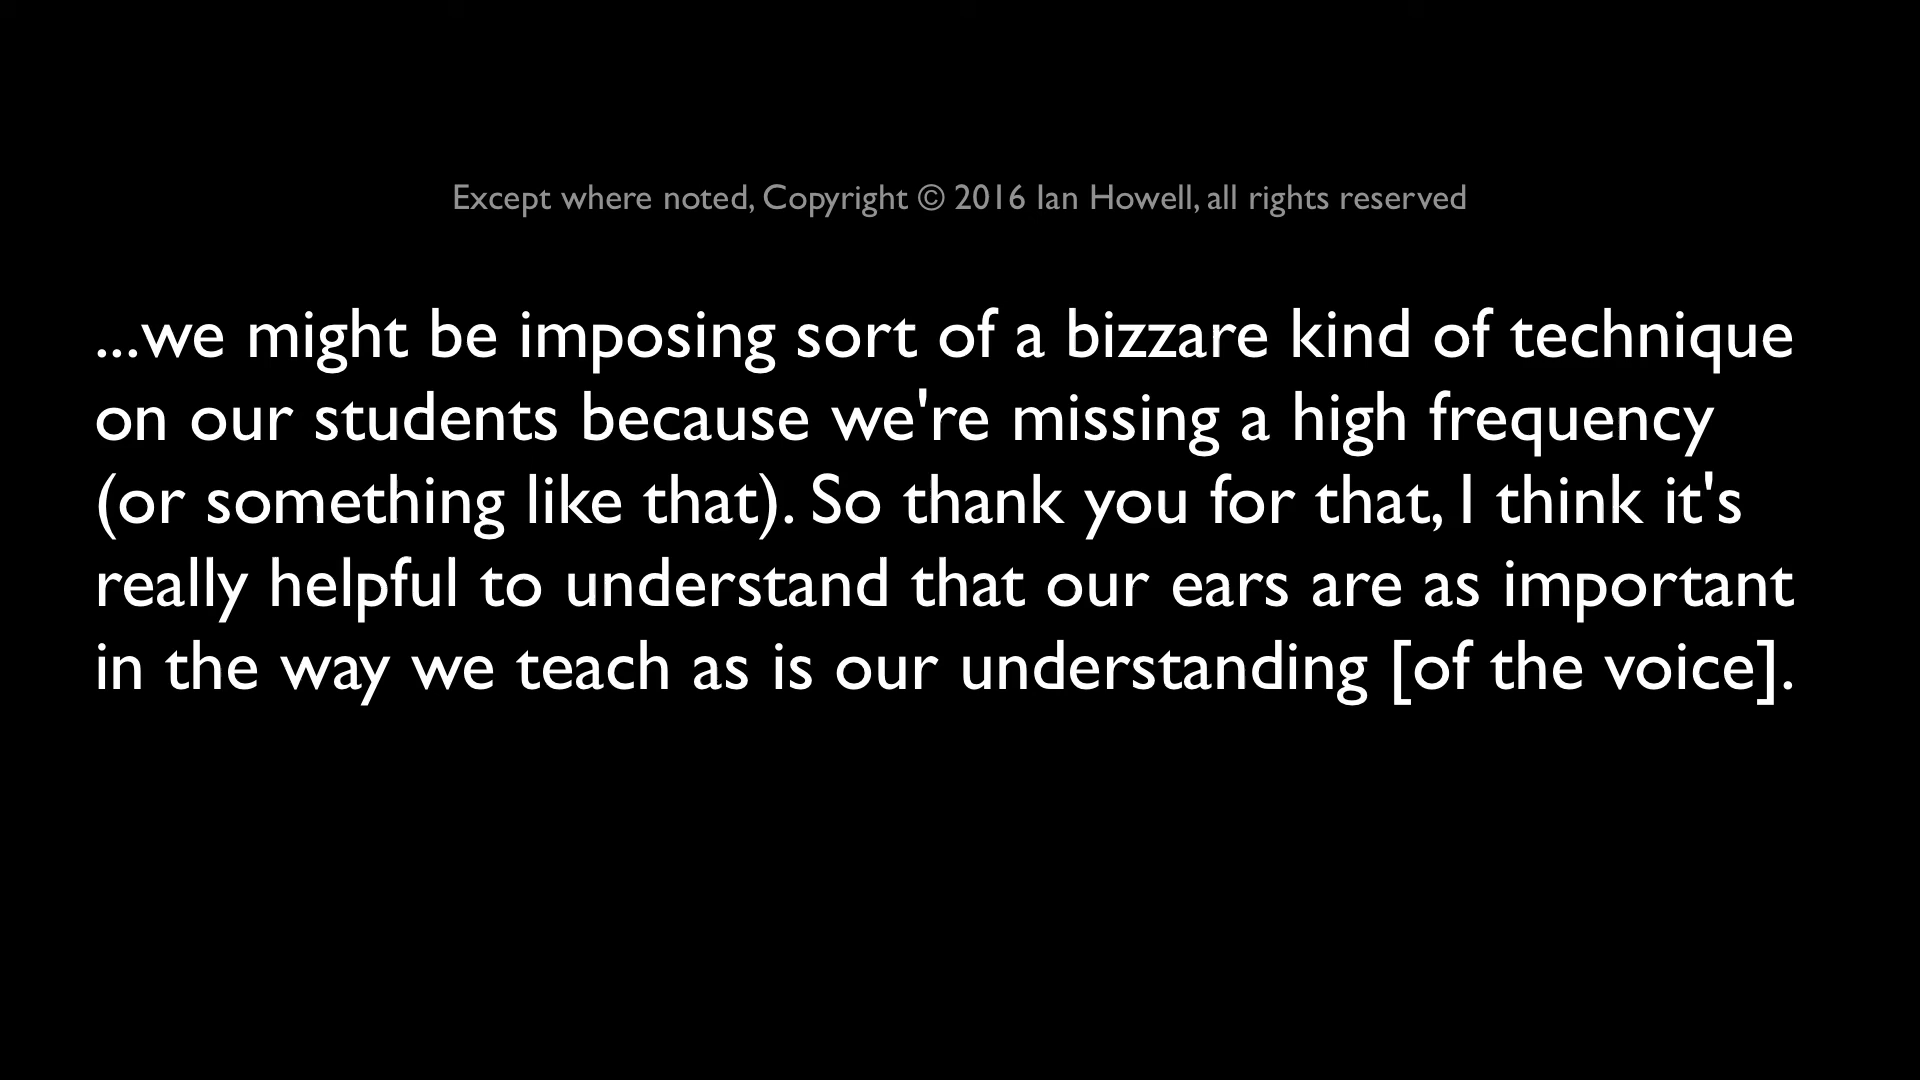 Except where noted, Copyright © 2016 Ian Howell, all rights reserved
...we might be imposing sort of a bizzare kind of technique
on our students because we're missing a high frequency
(or something like that). So thank you for that, I think it's
really helpful to understand that our ears are as important
in the way we teach as is our understanding [of the voice].